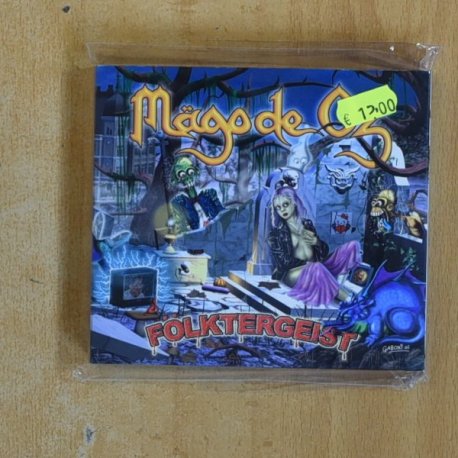 Mägo de Oz
€ 12,00
FOLKTERGEIST